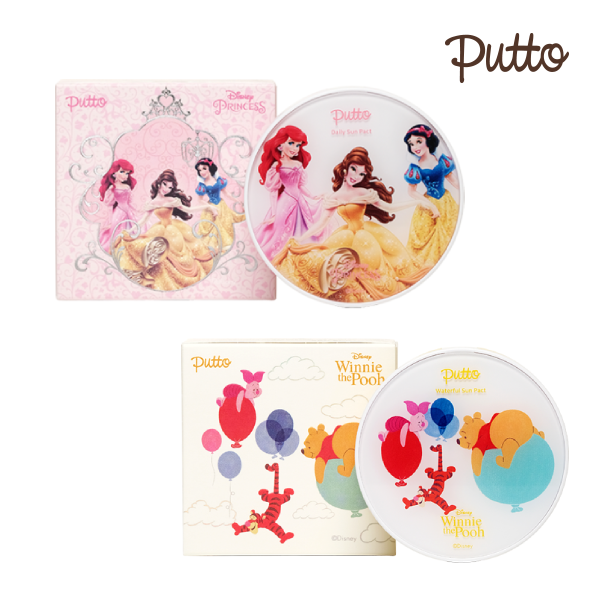 Putto
Putto
Disney
PRINCESS
Putto
Daily Sun Pact
Putto
Disney
Winnie
the Pooh
©Disney
Putto
Waterful Sun Pact
Disney
Winnie
the Pooh
©Disney